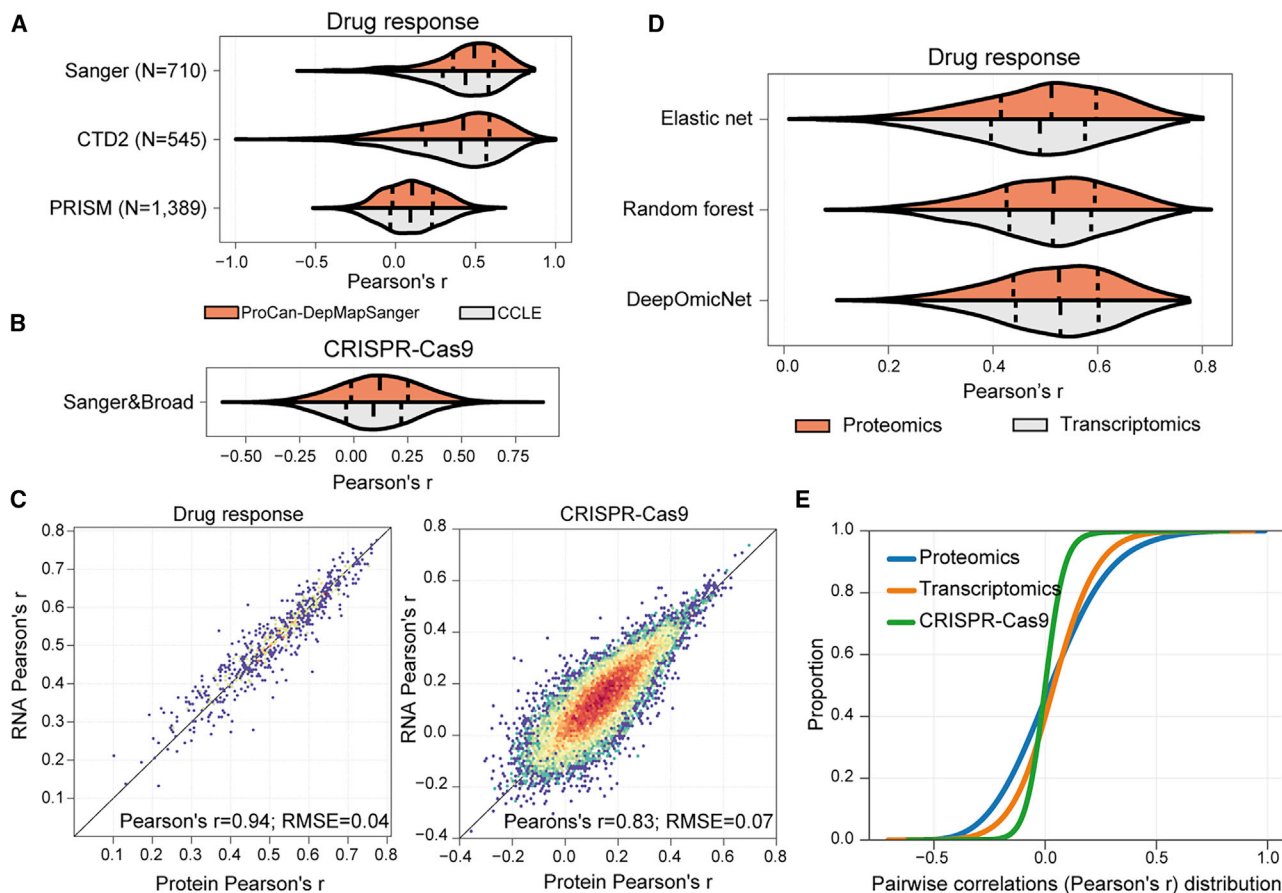 A
Drug response
Sanger (N=710)
CTD2 (N=545)
PRISM (N=1,389)
−1.0 −0.5 0.0 0.5 1.0
Pearson's r
ProCan-DepMapSanger CCLE
B
CRISPR-Cas9
Sanger&Broad
−0.50 −0.25 0.00 0.25 0.50 0.75
Pearson's r
C
Drug response
0.8
0.7
0.6
0.5
0.4
0.3
0.2
0.1
RNA Pearson's r
Pearson's r=0.94; RMSE=0.04
0.1 0.2 0.3 0.4 0.5 0.6 0.7 0.8
Protein Pearson's r
CRISPR-Cas9
0.8
0.6
0.4
0.2
0.0
−0.2
−0.4
RNA Pearson's r
Pearons's r=0.83; RMSE=0.07
−0.4 −0.2 0.0 0.2 0.4 0.6 0.8
Protein Pearson's r
D
Drug response
Elastic net
Random forest
DeepOmicNet
0.0 0.2 0.4 0.6 0.8
Pearson’s r
Proteomics Transcriptomics
E
1.0
0.8
0.6
0.4
0.2
0.0
Proportion
Proteomics
Transcriptomics
CRISPR-Cas9
−0.5 0.0 0.5 1.0
Pairwise correlations (Pearson's r) distribution